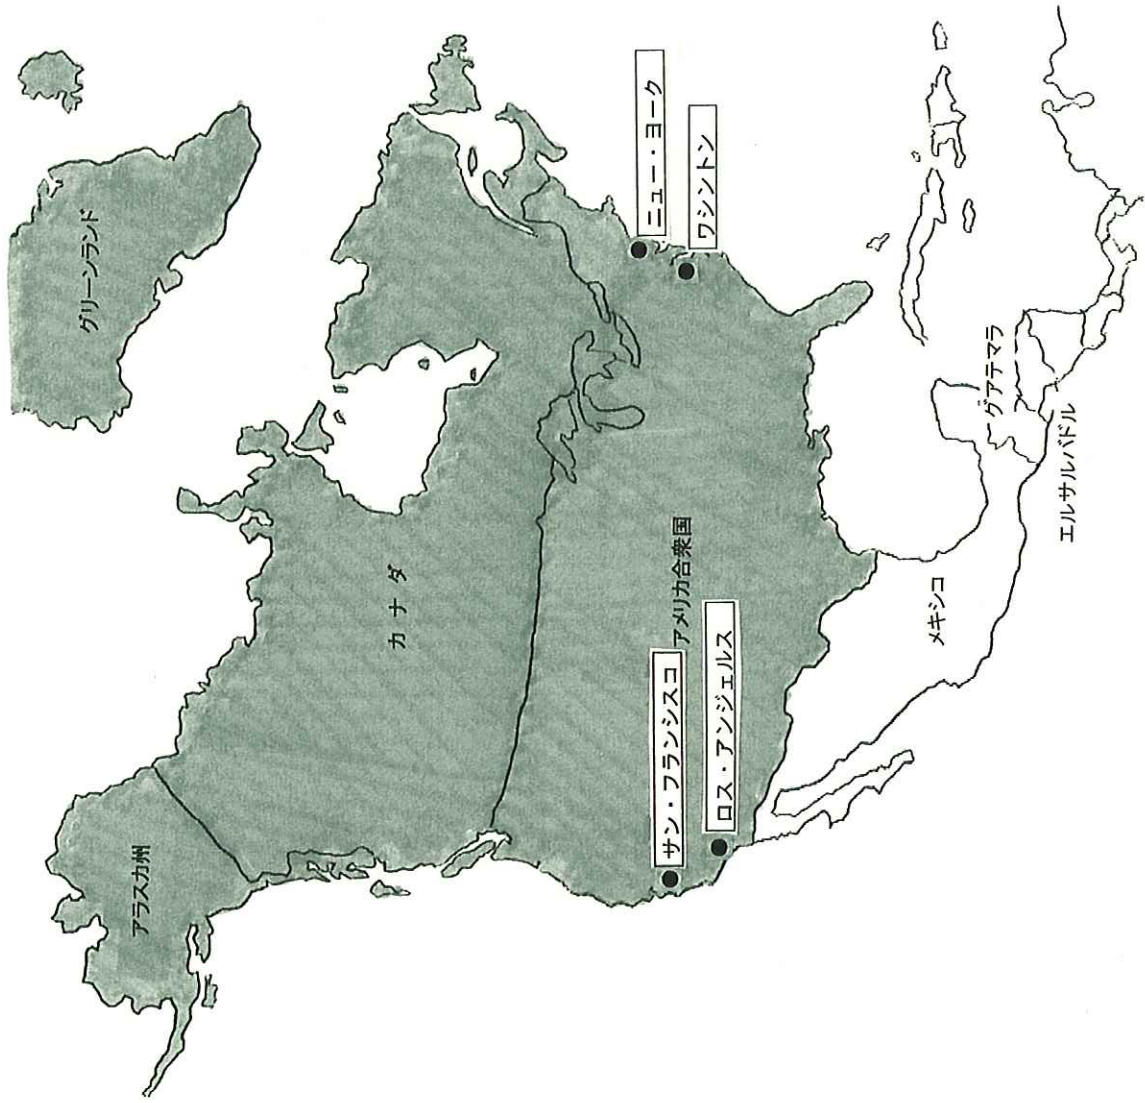 グリーンランド
アラスカ州
カナダ
アメリカ合衆国
ニュー・ヨーク
ワシントン
サン・フランシスコ
ロス・アンジェルス
メキシコ
グアテマラ
エルサルバドル